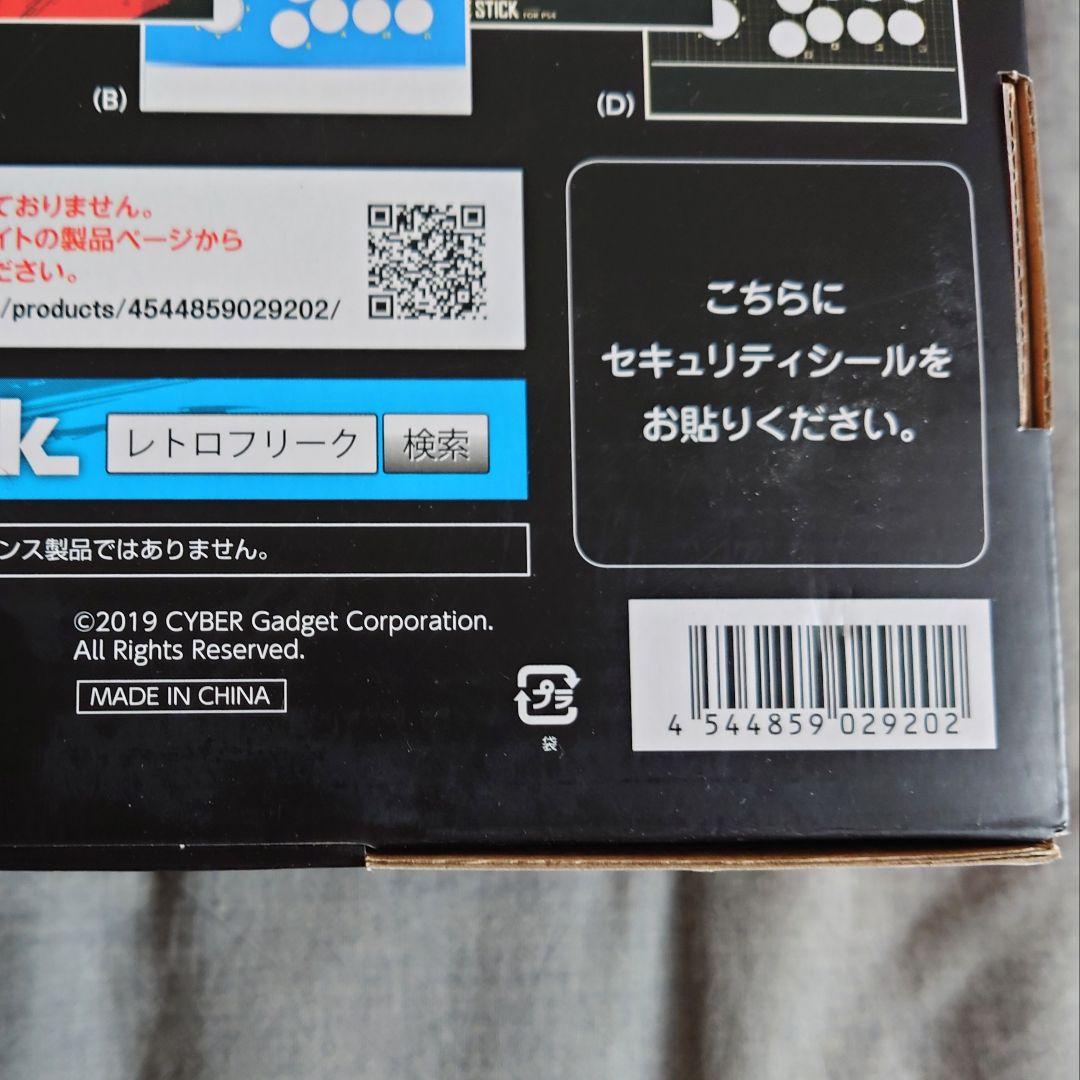 STICK
FOR PS4
(B)
(D)
ておりません。
イトの製品ページから
ださい。
/products/4544859029202/
こちらに
セキュリティシールを
お貼りください。
k.
レトロフリーク
検索
ンス製品ではありません。
©2019 CYBER Gadget Corporation.
All Rights Reserved.
MADE IN CHINA
プラ
袋
4 544859 029202